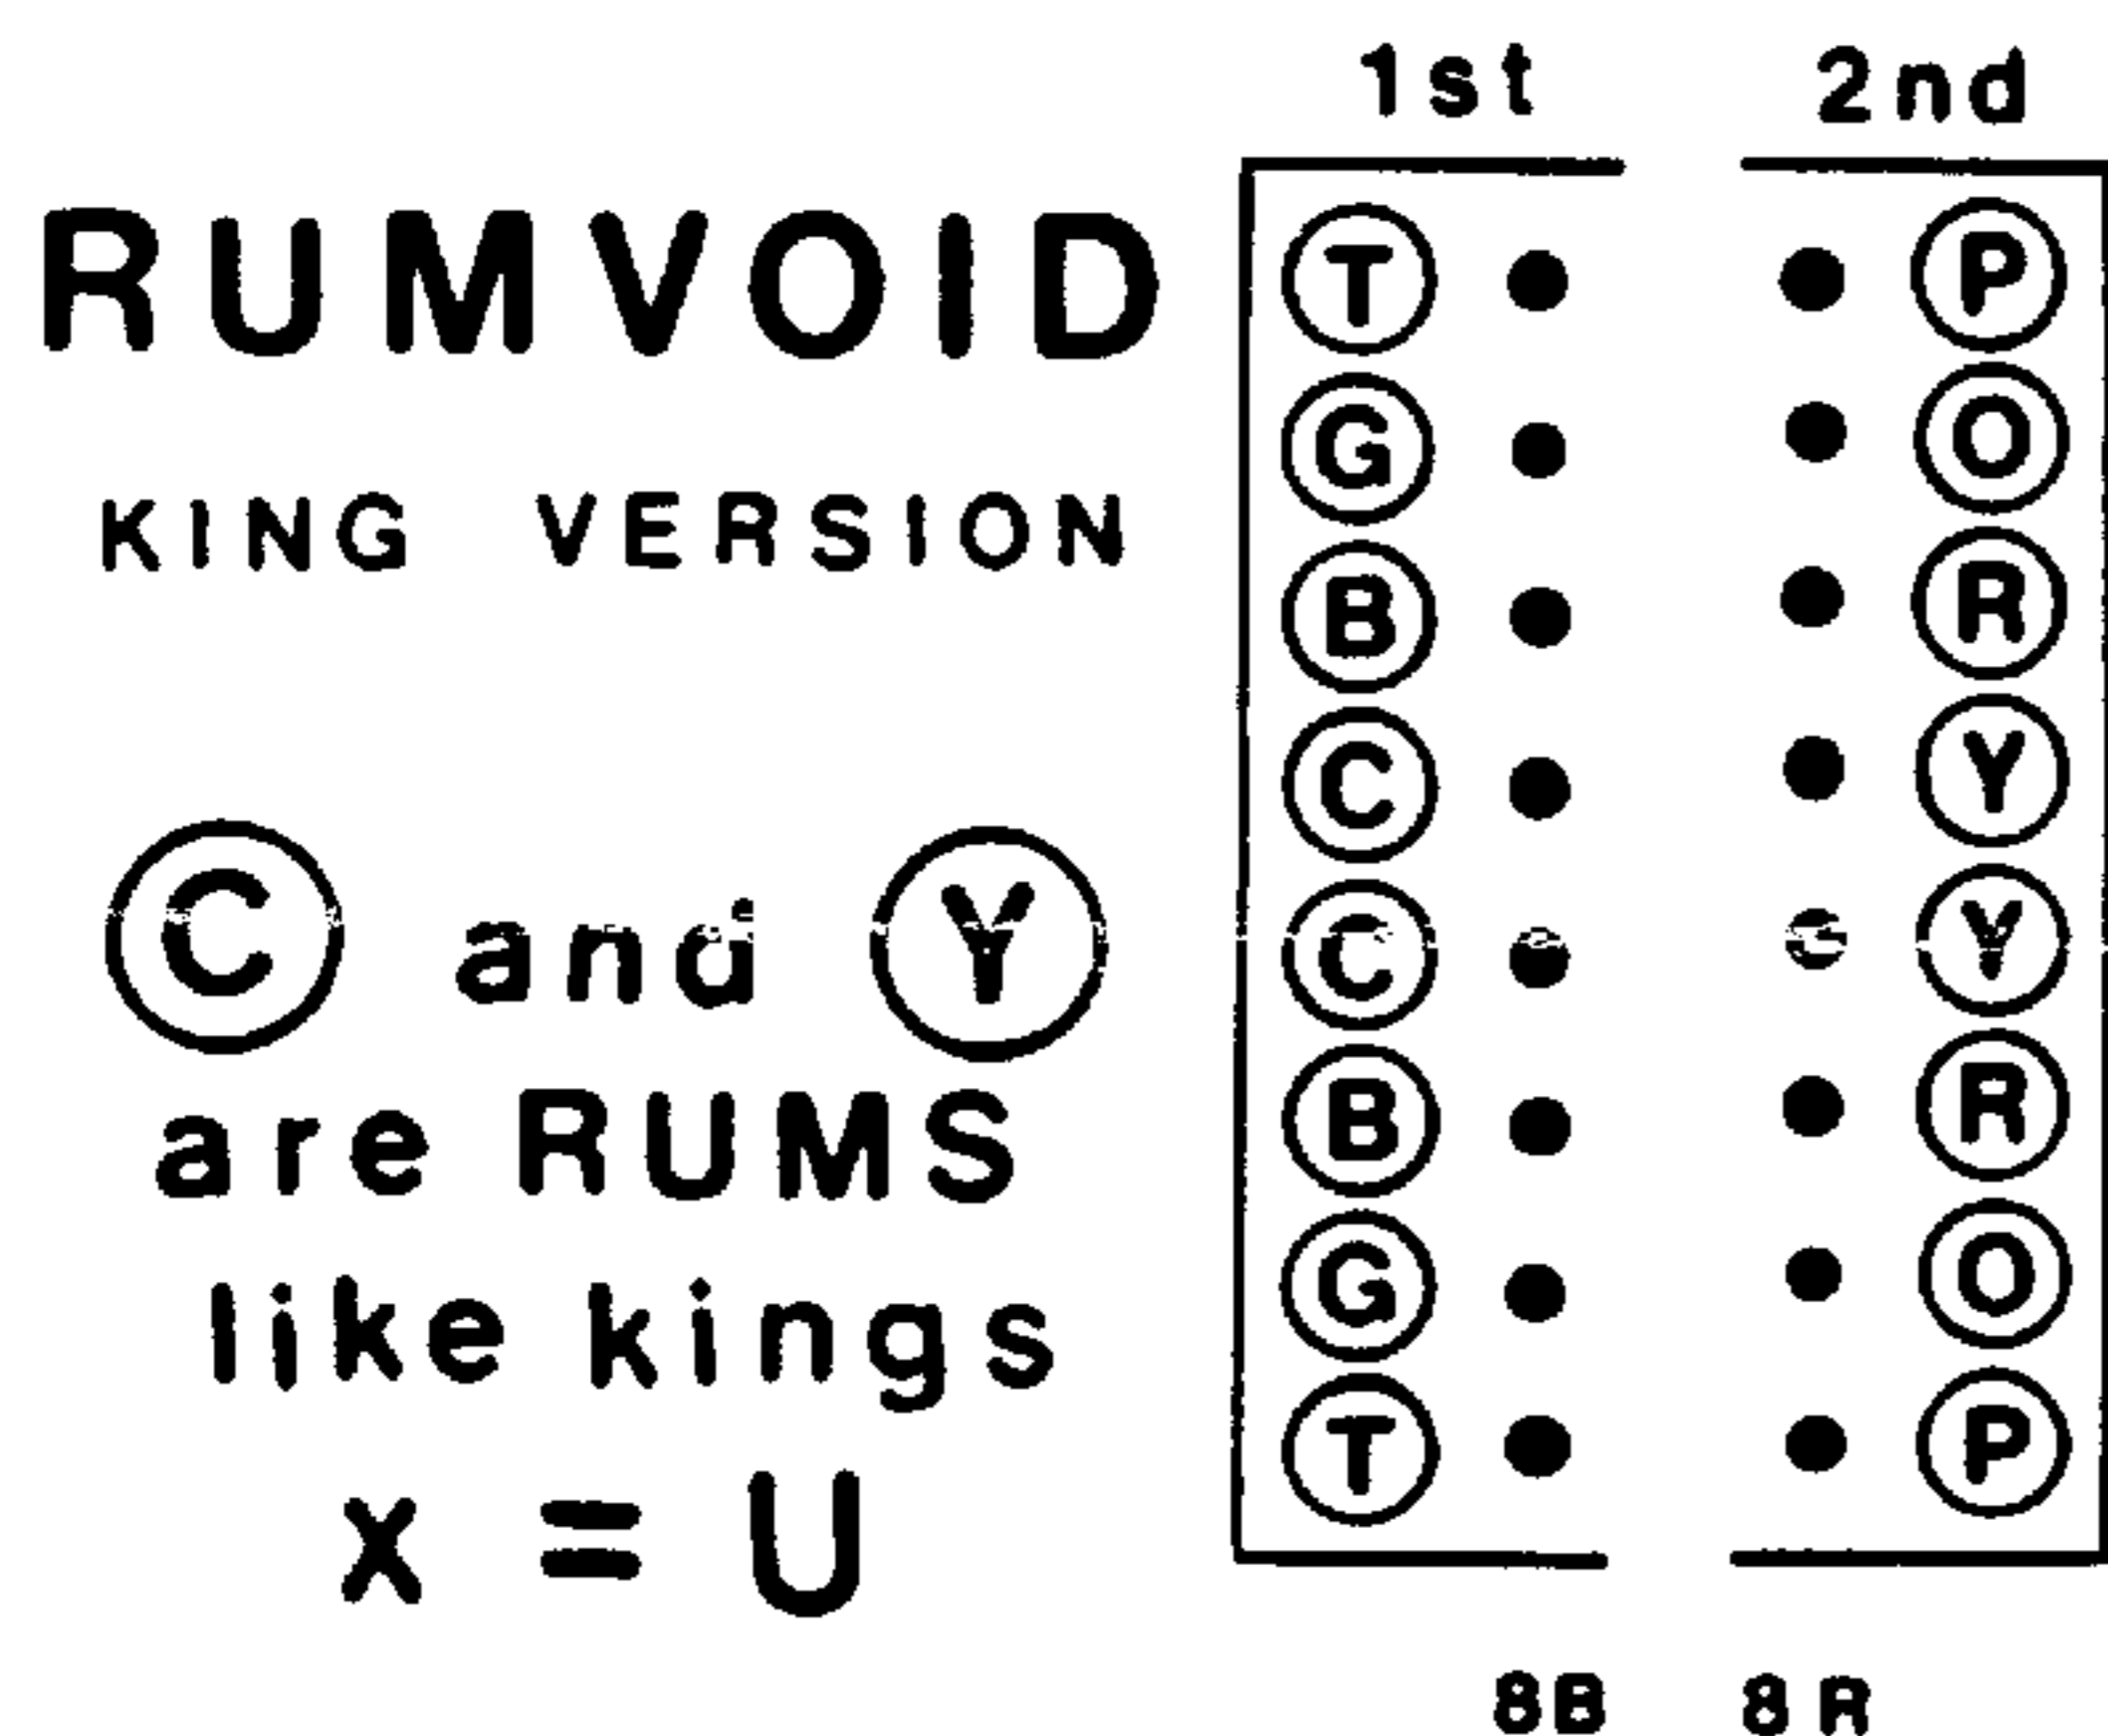 1st 2nd
RUMVOID
KING VERSION
T P
G O
B R
C Y
C Y
B R
G O
T P
C and Y
are RUMS
like kings
x = U
8B 8R